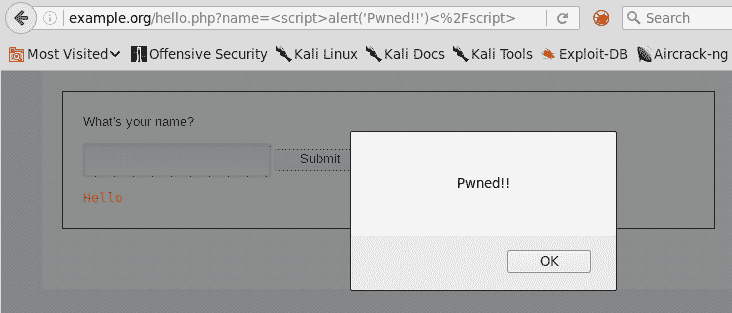 example.org/hello.php?name=<script>alert('Pwned!!')<%2Fscript> Search
Most Visited Offensive Security Kali Linux Kali Docs Kali Tools Exploit-DB Aircrack-ng
What's your name?
Submit
Hello
Pwned!!
OK